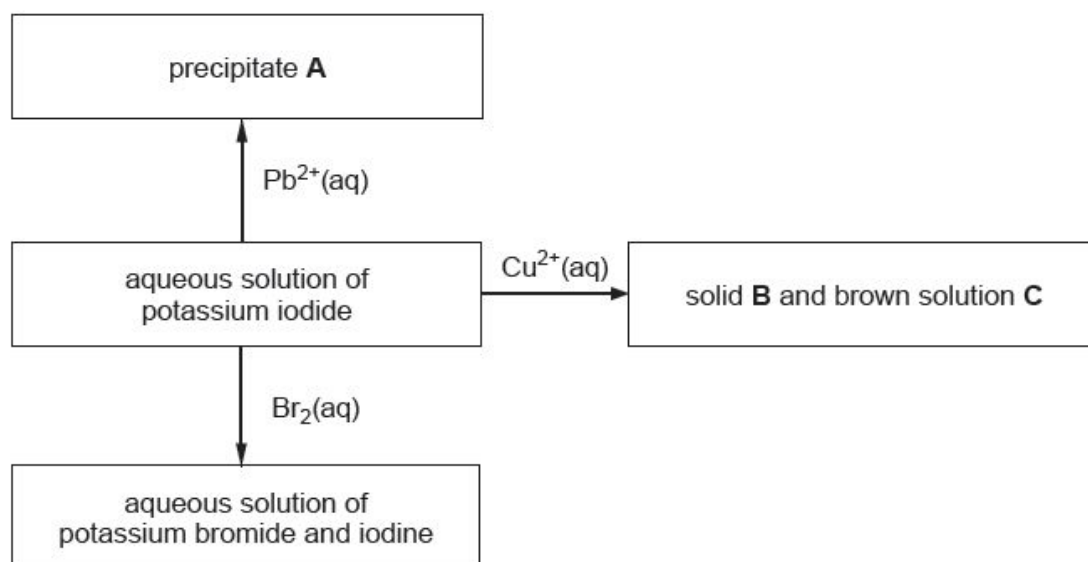 precipitate A
Pb²⁺(aq)
aqueous solution of
potassium iodide
Cu²⁺(aq)
solid B and brown solution C
Br₂(aq)
aqueous solution of
potassium bromide and iodine